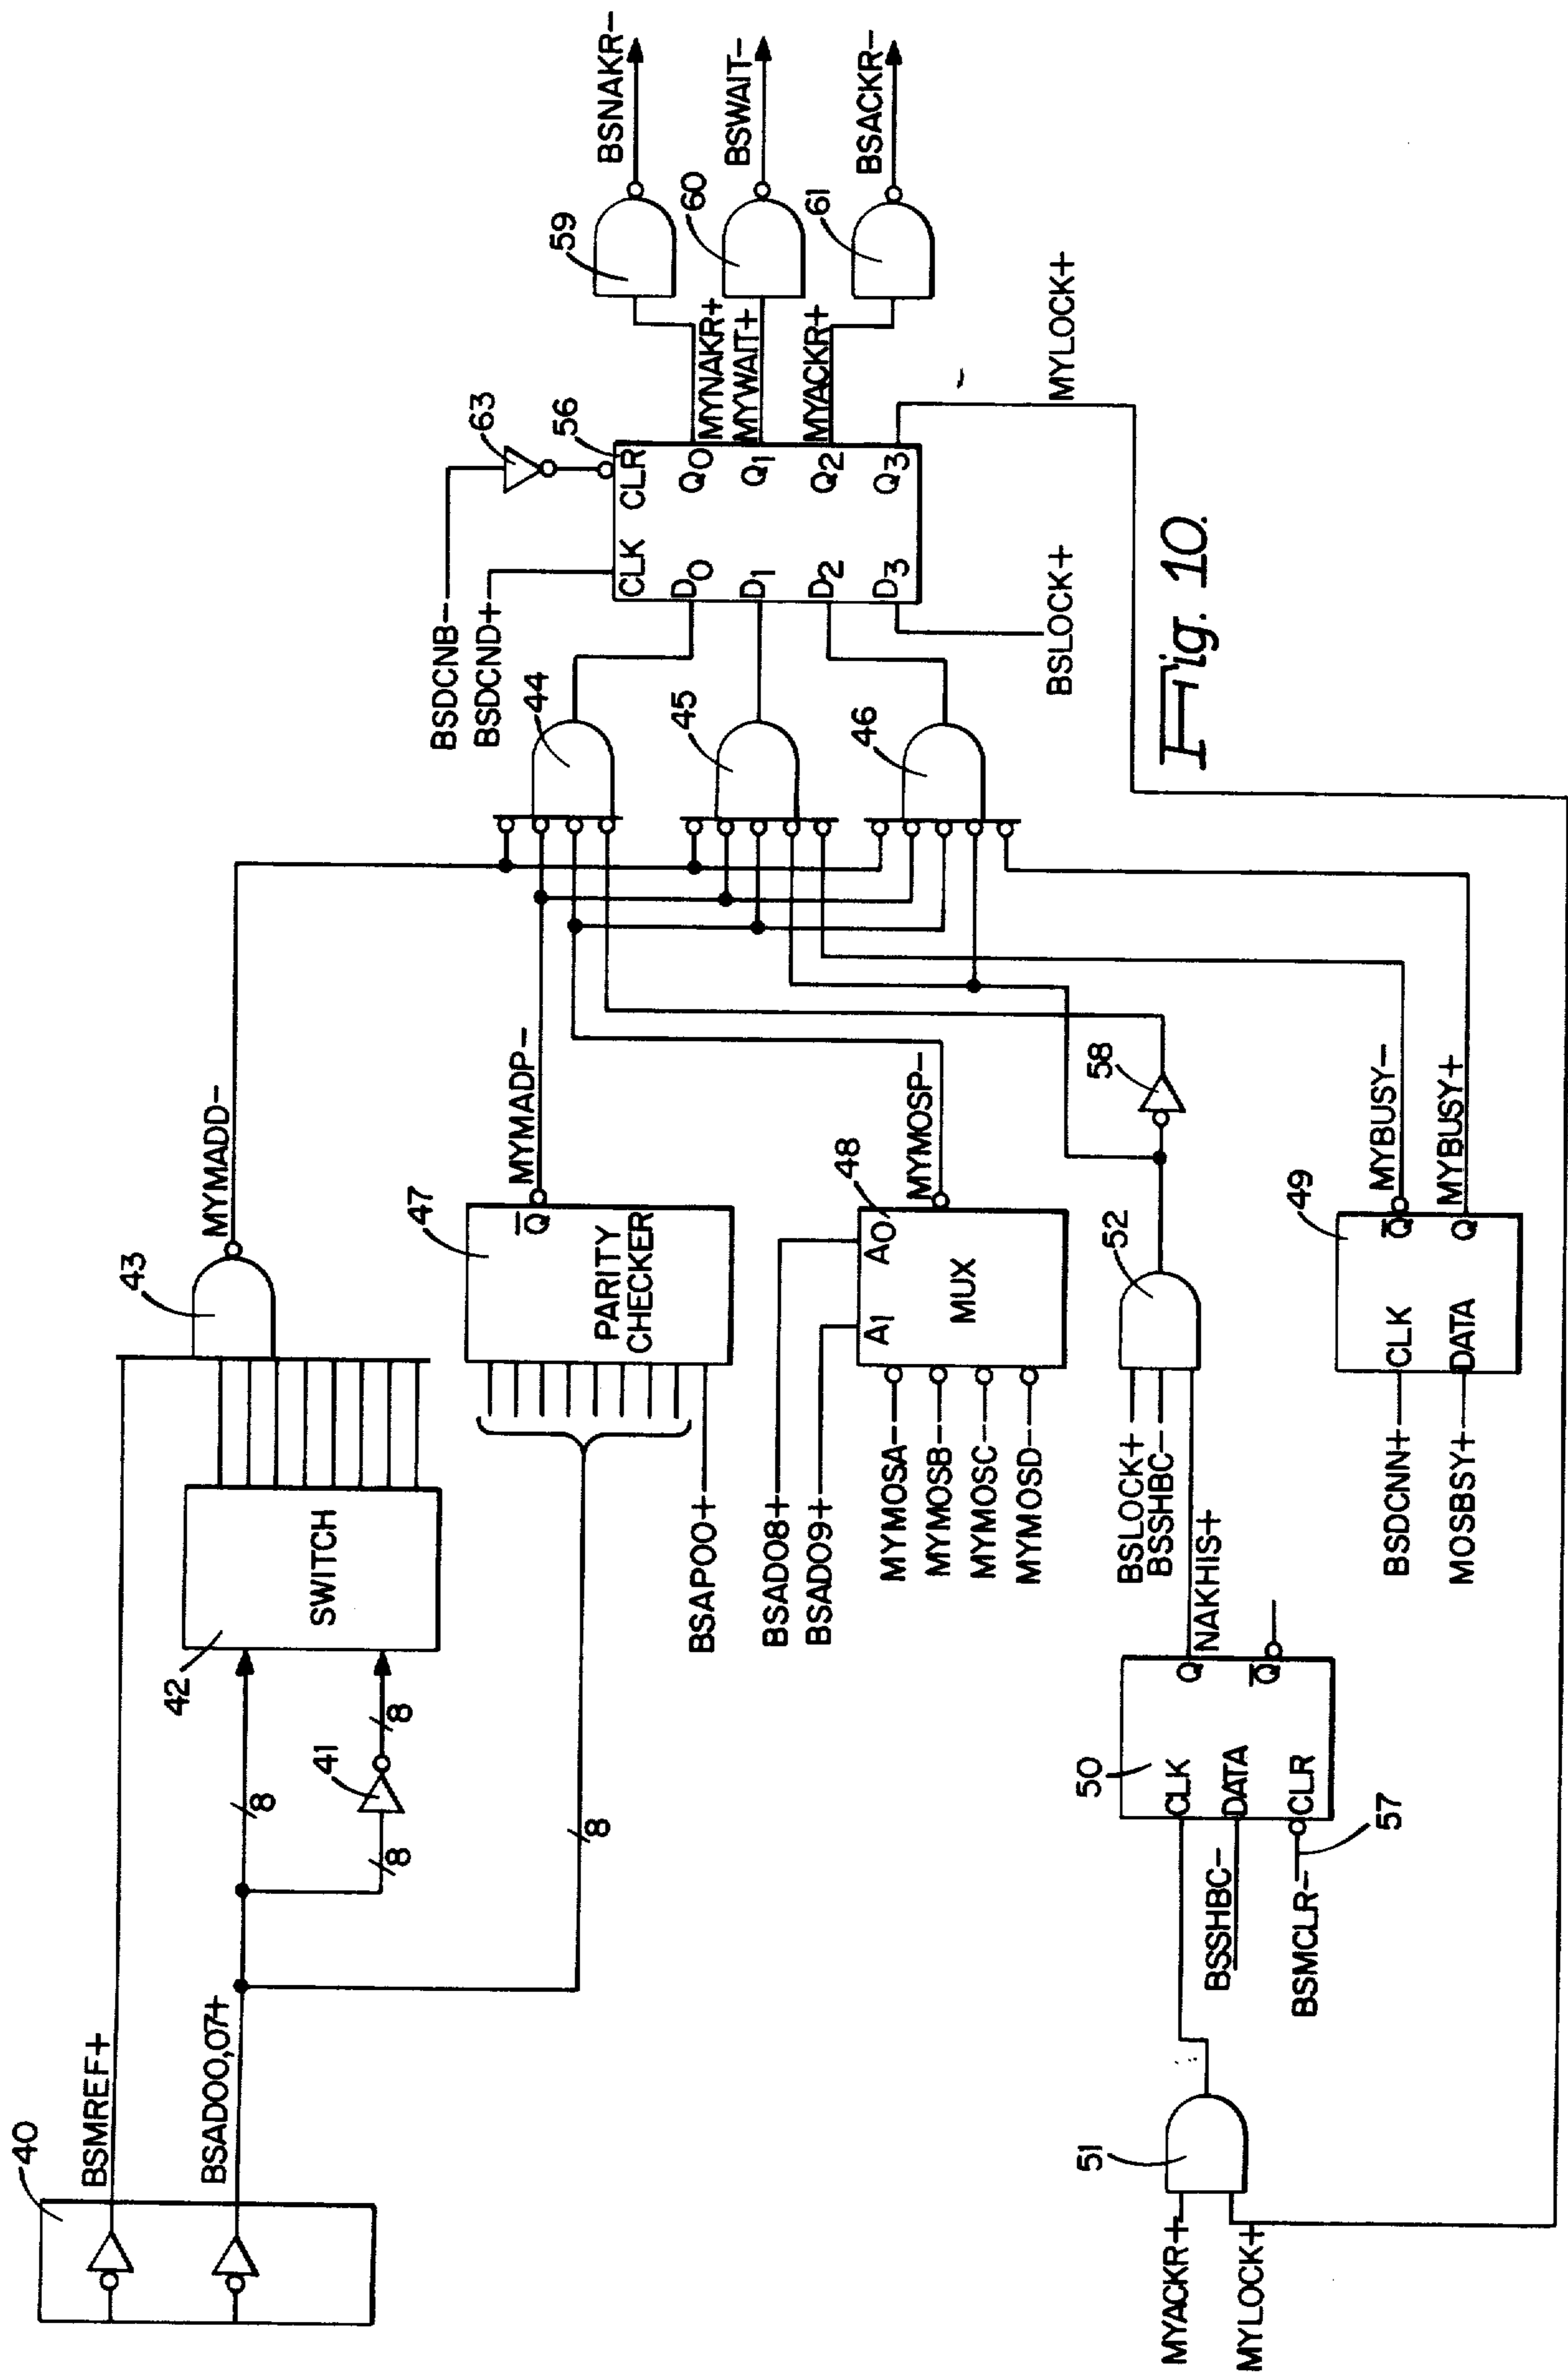 40
BSMREF+
BSAD00,07+
8
41
8
8
42
SWITCH
43
MYMADD-
8
47
PARITY
CHECKER
Q
MYMADP-
BSAP00+
BSAD08+
BSAD09+
A1
A0
MUX
48
MYMOSP-
MYMOSA-
MYMOSB-
MYMOSC-
MYMOSD-
BSLOCK+
BSSHBC-
NAKHIS+
52
58
50
CLK
DATA
CLR
Q
Q
BSSHBC-
BSMCLR-
57
51
MYACKR+
MYLOCK+
BSDCNN+
MOSBSY+
49
CLK
DATA
Q
Q
MYBUSY-
MYBUSY+
44
45
46
BSDCNB-
BSDCND+
63
56
CLK
CLR
D0
D1
D2
D3
Q0
Q1
Q2
Q3
BSLOCK+
MYNAKR+
MYWAIT+
MYACKR+
MYLOCK+
59
60
61
BSNAKR-
BSWAIT-
BSACKR-
Fig. 10.